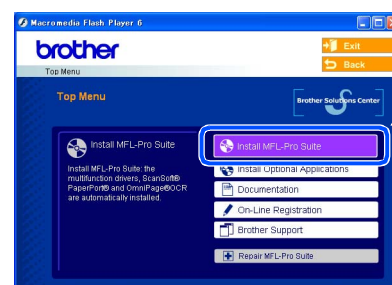 Macromedia Flash Player 6
brother
Exit
Back
Top Menu
Top Menu
Brother Solutions Center
Install MFL-Pro Suite
Install MFL-Pro Suite: the
multifunction drivers, ScanSoft®
PaperPort® and OmniPage®OCR
are automatically installed.
Install MFL-Pro Suite
Install Optional Applications
Documentation
On-Line Registration
Brother Support
Repair MFL-Pro Suite